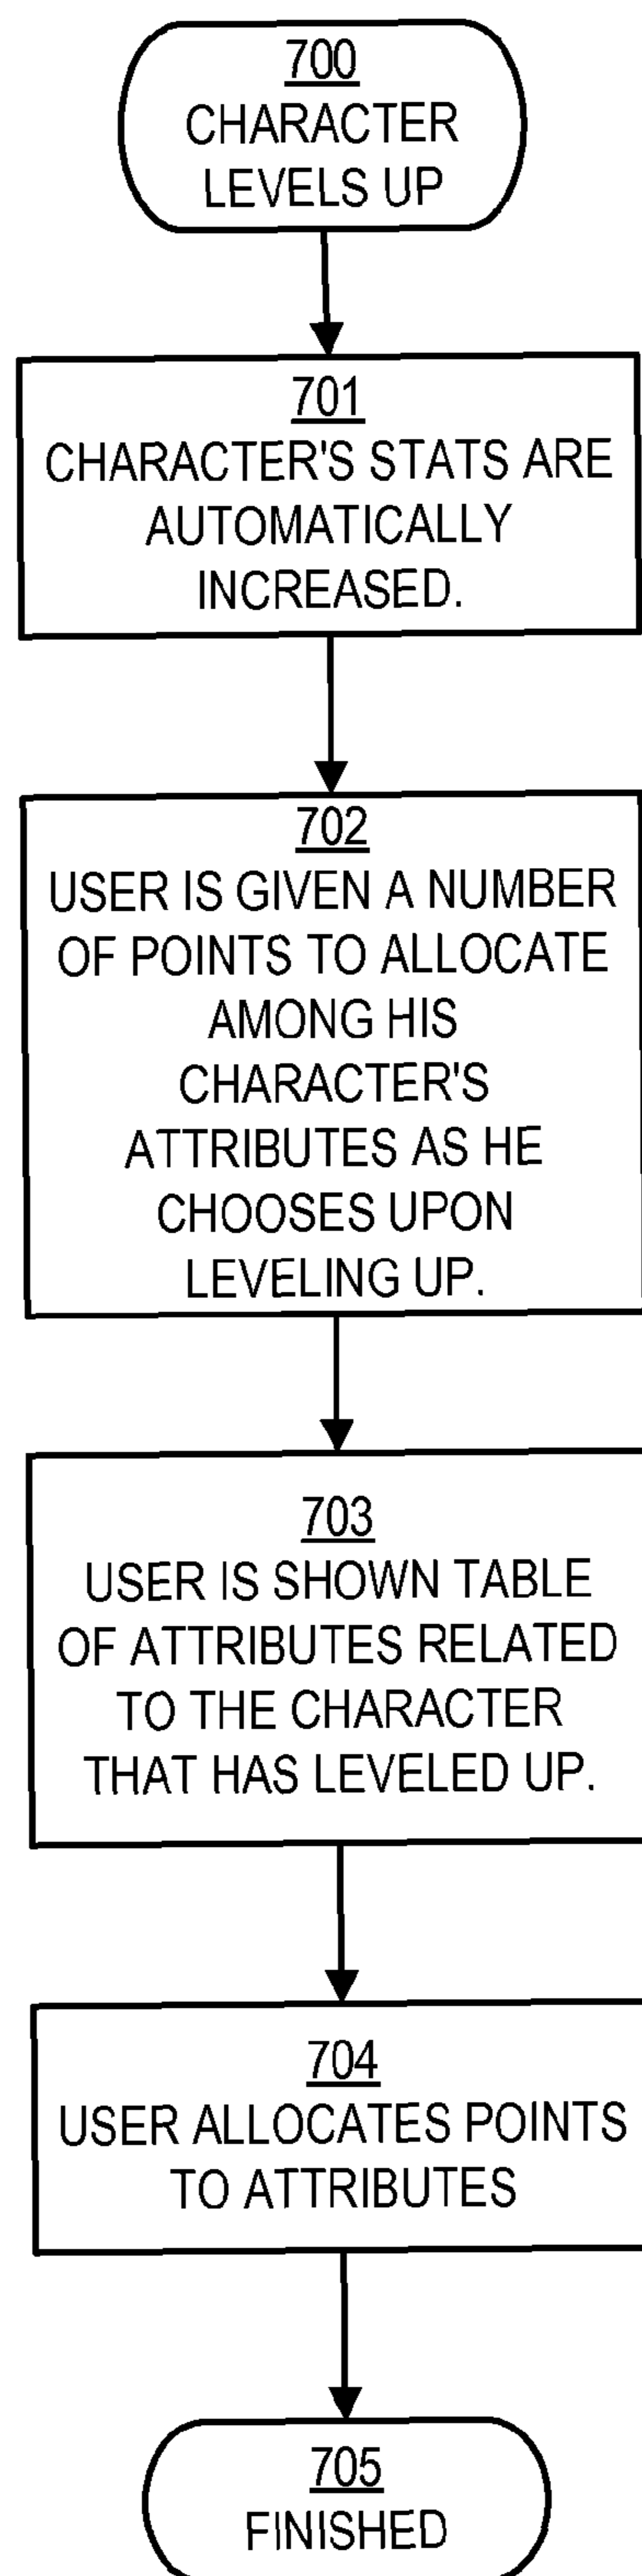 700
CHARACTER
LEVELS UP
701
CHARACTER'S STATS ARE
AUTOMATICALLY
INCREASED.
702
USER IS GIVEN A NUMBER
OF POINTS TO ALLOCATE
AMONG HIS
CHARACTER'S
ATTRIBUTES AS HE
CHOOSES UPON
LEVELING UP.
703
USER IS SHOWN TABLE
OF ATTRIBUTES RELATED
TO THE CHARACTER
THAT HAS LEVELED UP.
704
USER ALLOCATES POINTS
TO ATTRIBUTES
705
FINISHED